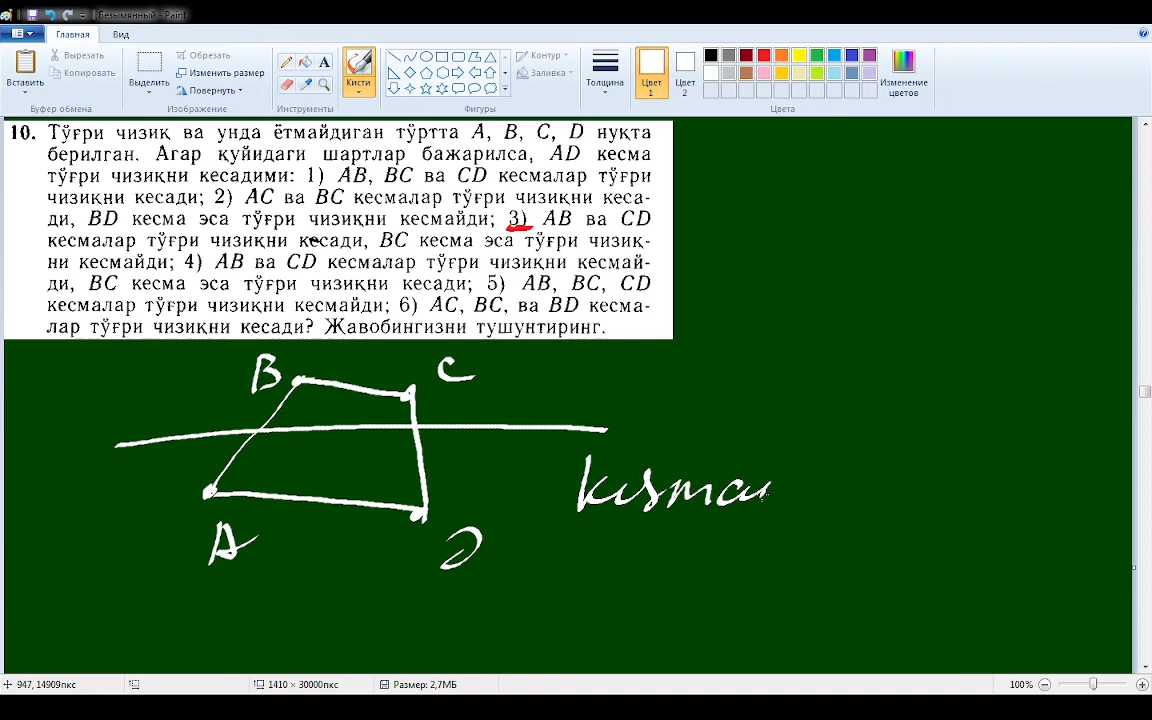 Безымянный - Paint
Главная Вид
Вставить
Вырезать
Копировать
Буфер обмена
Выделить
Обрезать
Изменить размер
Повернуть
Изображение
A
Инструменты
Кисти
Контур
Заливка
Фигуры
Толщина
Цвет 1
Цвет 2
Изменение цветов
Цвета
10. Тўғри чизиқ ва унда ётмайдиган тўртта A, B, C, D нуқта
берилган. Агар қуйидаги шартлар бажарилса, AD кесма
тўғри чизиқни кесадими: 1) AB, BC ва CD кесмалар тўғри
чизиқни кесади; 2) AC ва BC кесмалар тўғри чизиқни кеса-
ди, BD кесма эса тўғри чизиқни кесмайди; 3) AB ва CD
кесмалар тўғри чизиқни кесади, BC кесма эса тўғри чизиқ-
ни кесмайди; 4) AB ва CD кесмалар тўғри чизиқни кесмай-
ди, BC кесма эса тўғри чизиқни кесади; 5) AB, BC, CD
кесмалар тўғри чизиқни кесмайди; 6) AC, BC, ва BD кесма-
лар тўғри чизиқни кесади? Жавобингизни тушунтиринг.
B C
A D
947, 14909пкс 1410 × 30000пкс Размер: 2,7МБ 100%